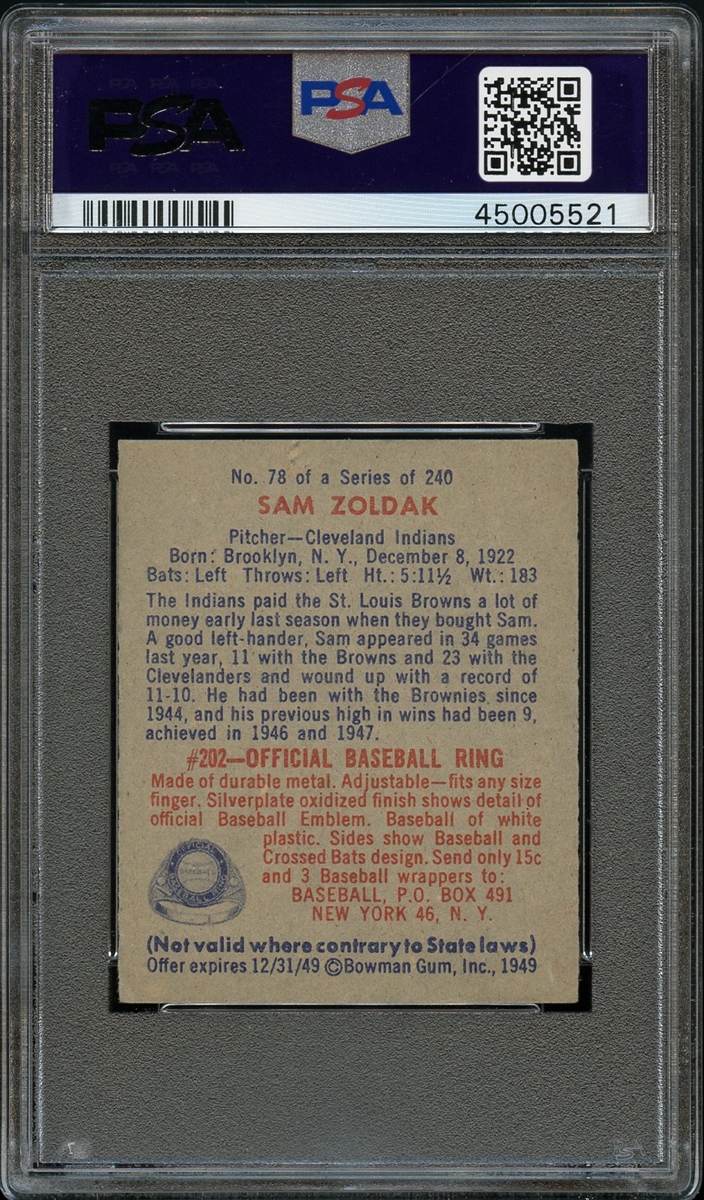 PSA
PSA
45005521
No. 78 of a Series of 240
SAM ZOLDAK
Pitcher—Cleveland Indians
Born: Brooklyn, N. Y., December 8, 1922
Bats: Left Throws: Left Ht.: 5:11½ Wt.: 183
The Indians paid the St. Louis Browns a lot of
money early last season when they bought Sam.
A good left-hander, Sam appeared in 34 games
last year, 11 with the Browns and 23 with the
Clevelanders and wound up with a record of
11-10. He had been with the Brownies since
1944, and his previous high in wins had been 9,
achieved in 1946 and 1947.
#202—OFFICIAL BASEBALL RING
Made of durable metal. Adjustable—fits any size
finger. Silverplate oxidized finish shows detail of
official Baseball Emblem. Baseball of white
plastic. Sides show Baseball and
Crossed Bats design. Send only 15c
and 3 Baseball wrappers to:
BASEBALL, P.O. BOX 491
NEW YORK 46, N. Y.
OFFICIAL
BASEBALL RING
(Not valid where contrary to State laws)
Offer expires 12/31/49 ©Bowman Gum, Inc., 1949